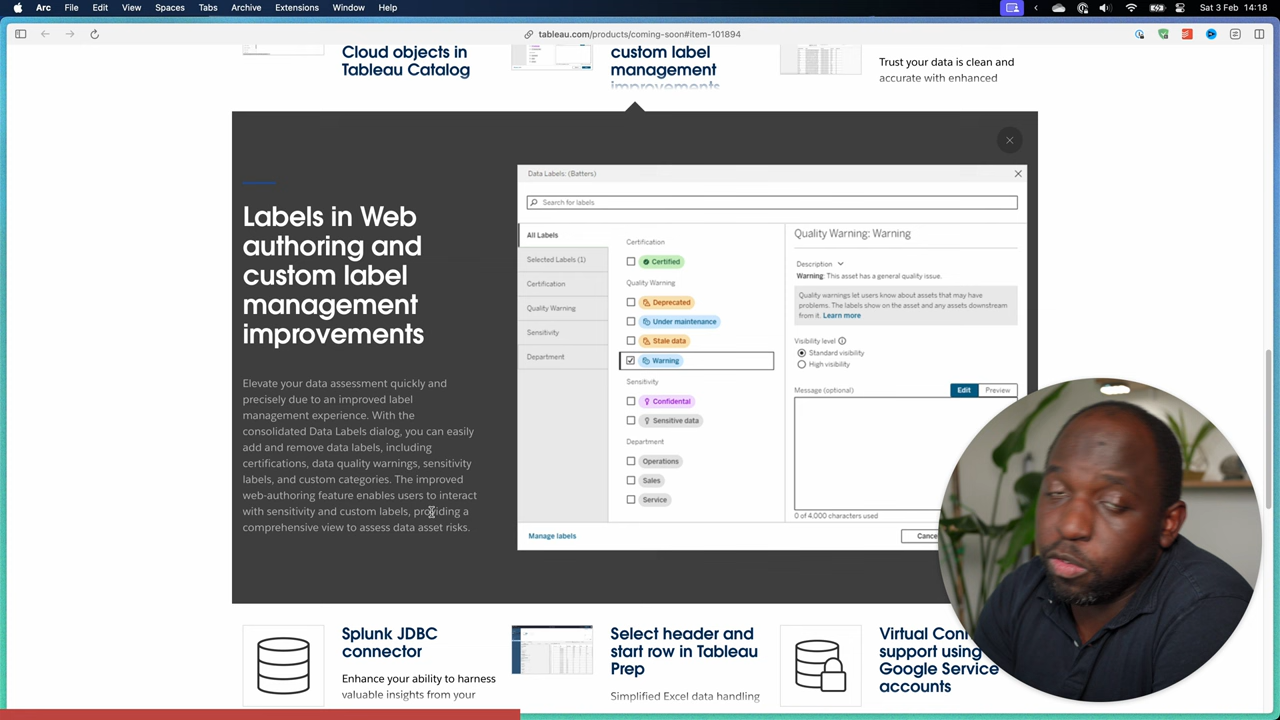 Arc File Edit View Spaces Tabs Archive Extensions Window Help Sat 3 Feb 14:18
tableau.com/products/coming-soon#item-101894
Cloud objects in
Tableau Catalog
custom label
management
improvements
Trust your data is clean and
accurate with enhanced
Labels in Web
authoring and
custom label
management
improvements
Elevate your data assessment quickly and
precisely due to an improved label
management experience. With the
consolidated Data Labels dialog, you can easily
add and remove data labels, including
certifications, data quality warnings, sensitivity
labels, and custom categories. The improved
web-authoring feature enables users to interact
with sensitivity and custom labels, providing a
comprehensive view to assess data asset risks.
Data Labels: (Batters)
Search for labels
All Labels
Selected Labels (1)
Certification
Quality Warning
Sensitivity
Department
Certification
Certified
Quality Warning
Deprecated
Under maintenance
Stale data
Warning
Sensitivity
Confidental
Sensitive data
Department
Operations
Sales
Service
Quality Warning: Warning
Description
Warning: This asset has a general quality issue.
Quality warnings let users know about assets that may have
problems. The labels show on the asset and any assets downstream
from it. Learn more
Visibility level
Standard visibility
High visibility
Message (optional)
Edit Preview
0 of 4,000 characters used
Manage labels
Cance
Splunk JDBC
connector
Enhance your ability to harness
valuable insights from your
Select header and
start row in Tableau
Prep
Simplified Excel data handling
Virtual Con
support using
Google Service
accounts